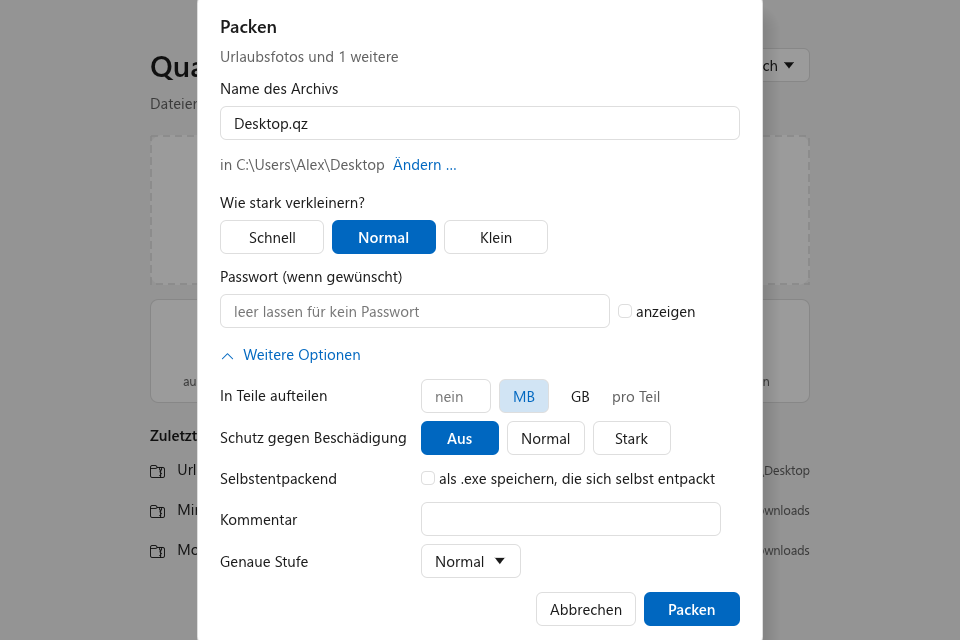 Packen
Urlaubsfotos und 1 weitere
Name des Archivs
Desktop.qz
in C:\Users\Alex\Desktop Ändern ...
Wie stark verkleinern?
Schnell Normal Klein
Passwort (wenn gewünscht)
leer lassen für kein Passwort anzeigen
Weitere Optionen
In Teile aufteilen nein MB GB pro Teil
Schutz gegen Beschädigung Aus Normal Stark
Selbstentpackend als .exe speichern, die sich selbst entpackt
Kommentar
Genaue Stufe Normal
Abbrechen Packen
Zuletzt
Desktop